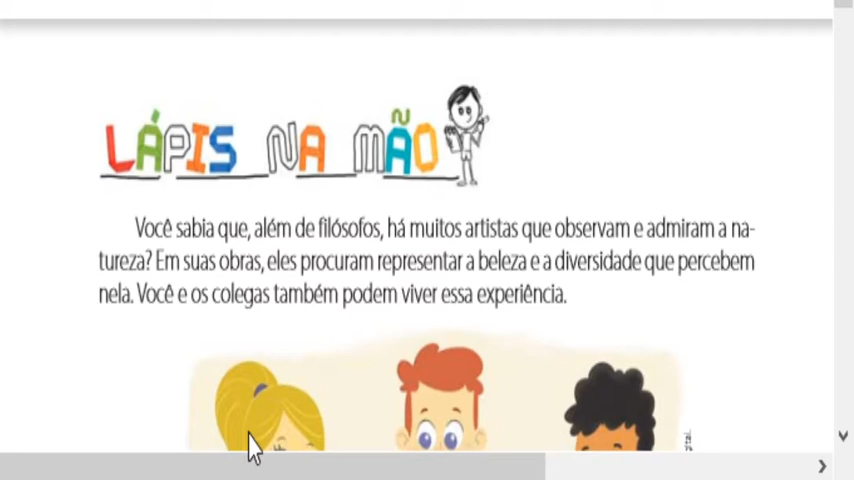 LÁPIS NA MÃO
Você sabia que, além de filósofos, há muitos artistas que observam e admiram a na-
tureza? Em suas obras, eles procuram representar a beleza e a diversidade que percebem
nela. Você e os colegas também podem viver essa experiência.